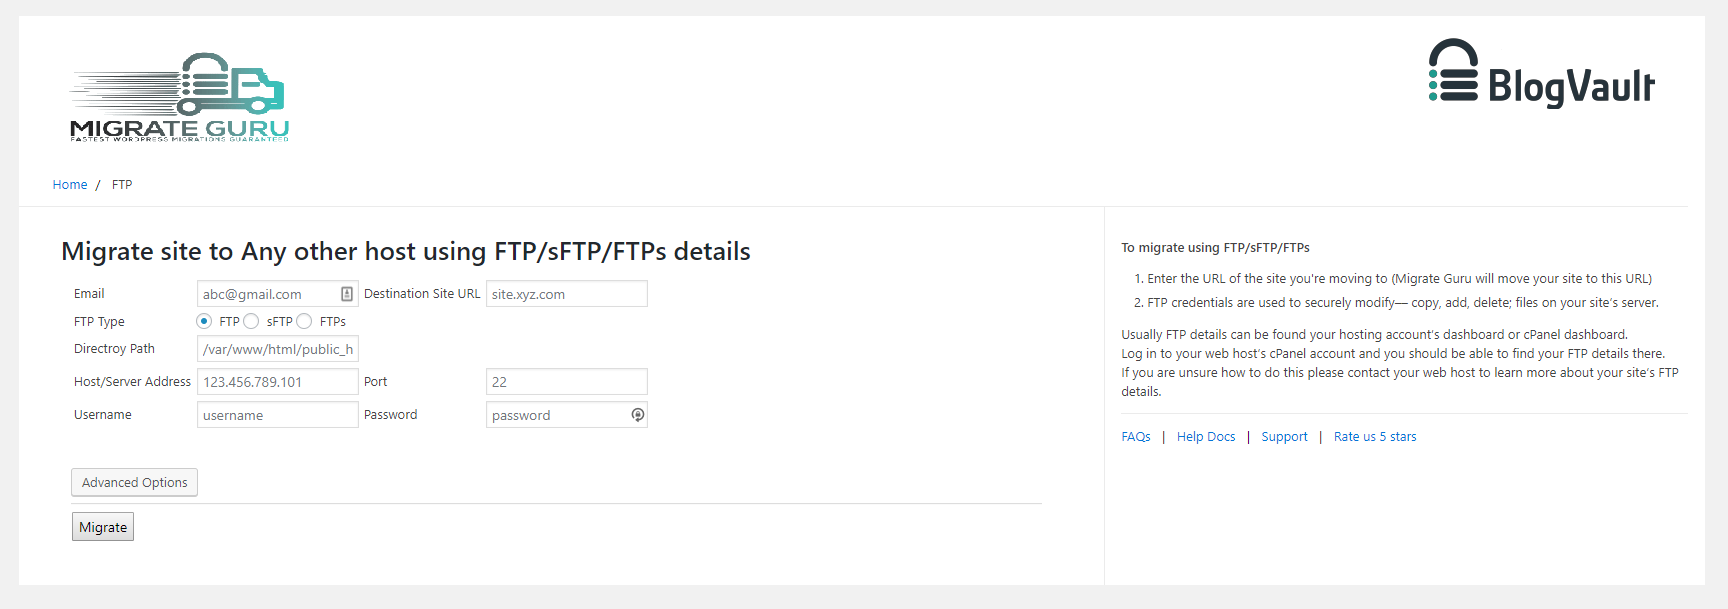 MIGRATE GURU
FASTEST WORDPRESS MIGRATIONS GUARANTEED
BlogVault
Home / FTP
Migrate site to Any other host using FTP/sFTP/FTPs details
Email abc@gmail.com Destination Site URL site.xyz.com
FTP Type FTP sFTP FTPs
Directroy Path /var/www/html/public_h
Host/Server Address 123.456.789.101 Port 22
Username username Password password
Advanced Options
Migrate
To migrate using FTP/sFTP/FTPs
1. Enter the URL of the site you're moving to (Migrate Guru will move your site to this URL)
2. FTP credentials are used to securely modify— copy, add, delete; files on your site's server.
Usually FTP details can be found your hosting account's dashboard or cPanel dashboard.
Log in to your web host's cPanel account and you should be able to find your FTP details there.
If you are unsure how to do this please contact your web host to learn more about your site's FTP
details.
FAQs | Help Docs | Support | Rate us 5 stars